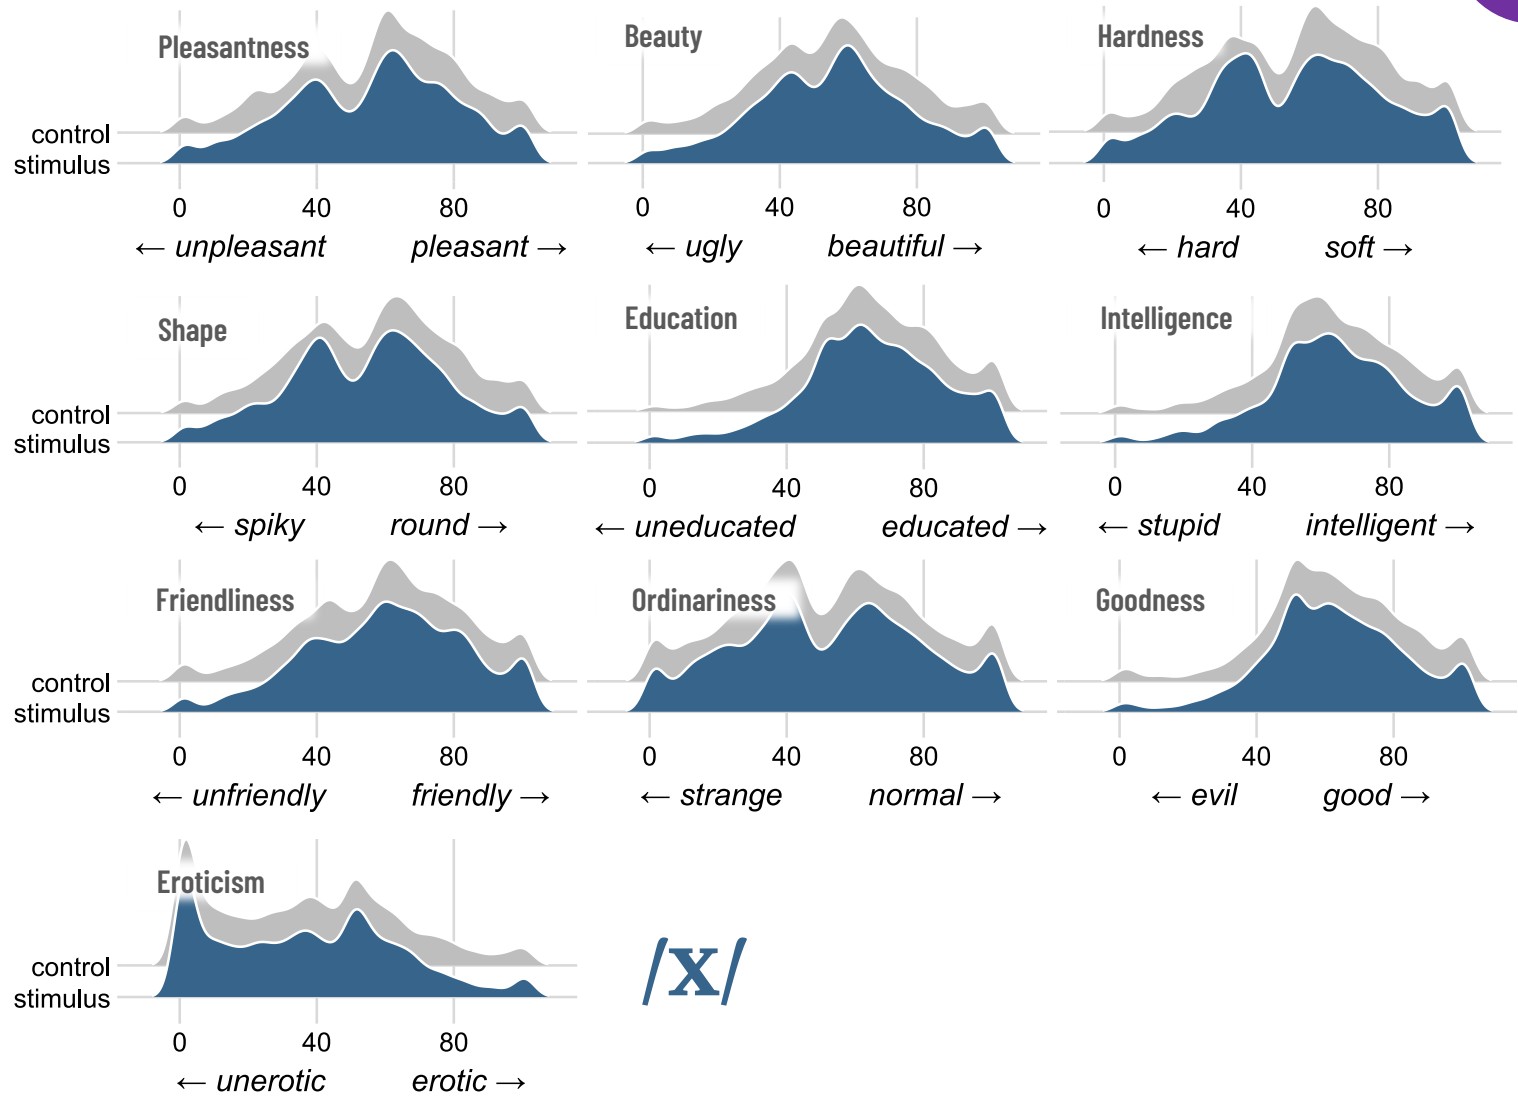 Pleasantness
Beauty
Hardness
control
stimulus
0 40 80
0 40 80
0 40 80
← unpleasant pleasant →
← ugly beautiful →
← hard soft →
Shape
Education
Intelligence
control
stimulus
0 40 80
0 40 80
0 40 80
← spiky round →
← uneducated educated →
← stupid intelligent →
Friendliness
Ordinariness
Goodness
control
stimulus
0 40 80
0 40 80
0 40 80
← unfriendly friendly →
← strange normal →
← evil good →
Eroticism
control
stimulus
/x/
0 40 80
← unerotic erotic →